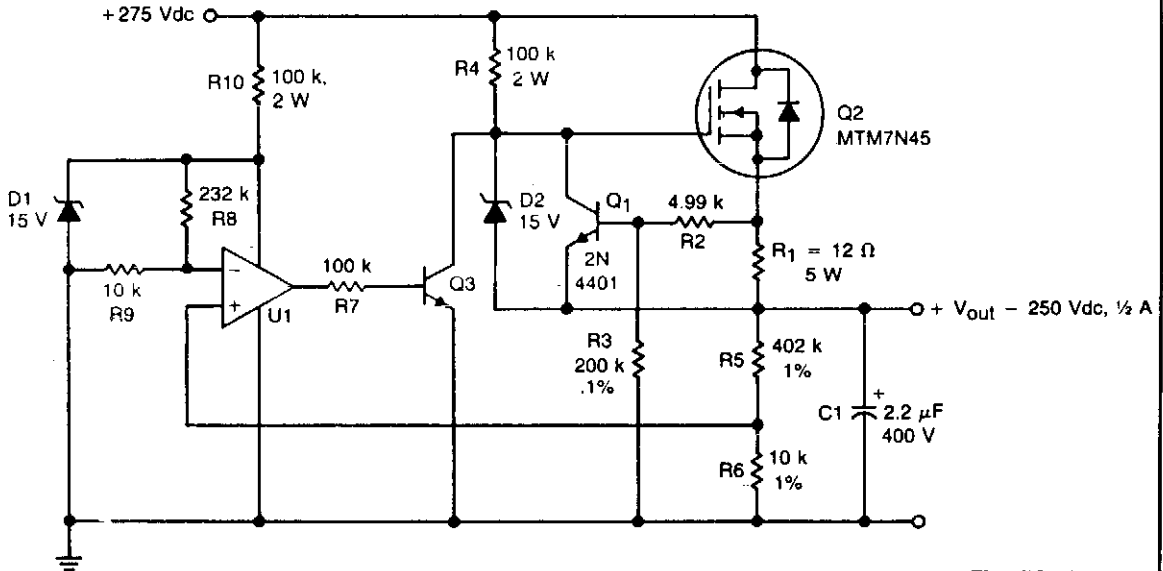 +275 Vdc
R10
100 k,
2 W
R4
100 k
2 W
Q2
MTM7N45
D1
15 V
232 k
R8
D2
15 V
Q1
2N
4401
4.99 k
R2
R1 = 12 Ω
5 W
10 k
R9
−
+
U1
100 k
R7
Q3
+ Vout − 250 Vdc, ½ A
R3
200 k
.1%
R5
402 k
1%
C1
+
2.2 μF
400 V
R6
10 k
1%